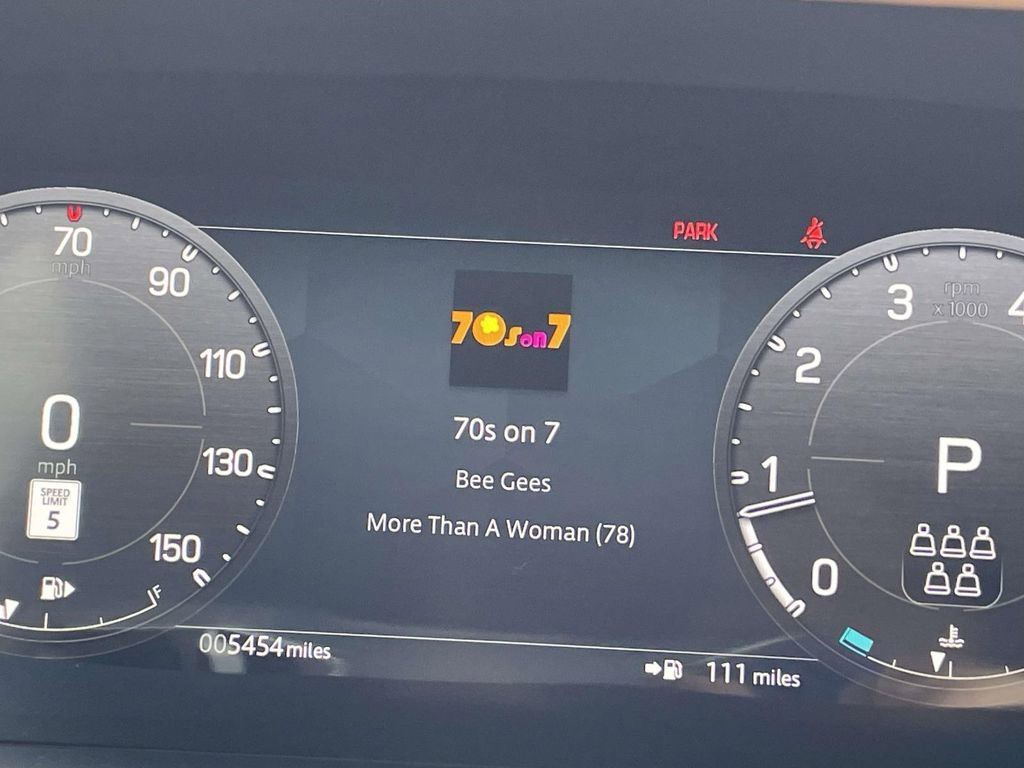 PARK
70
mph
90
110
130
150
0
mph
SPEED
LIMIT
5
F
70s on 7
70s on 7
Bee Gees
More Than A Woman (78)
rpm
x 1000
4
3
2
1
0
P
005454 miles
111 miles